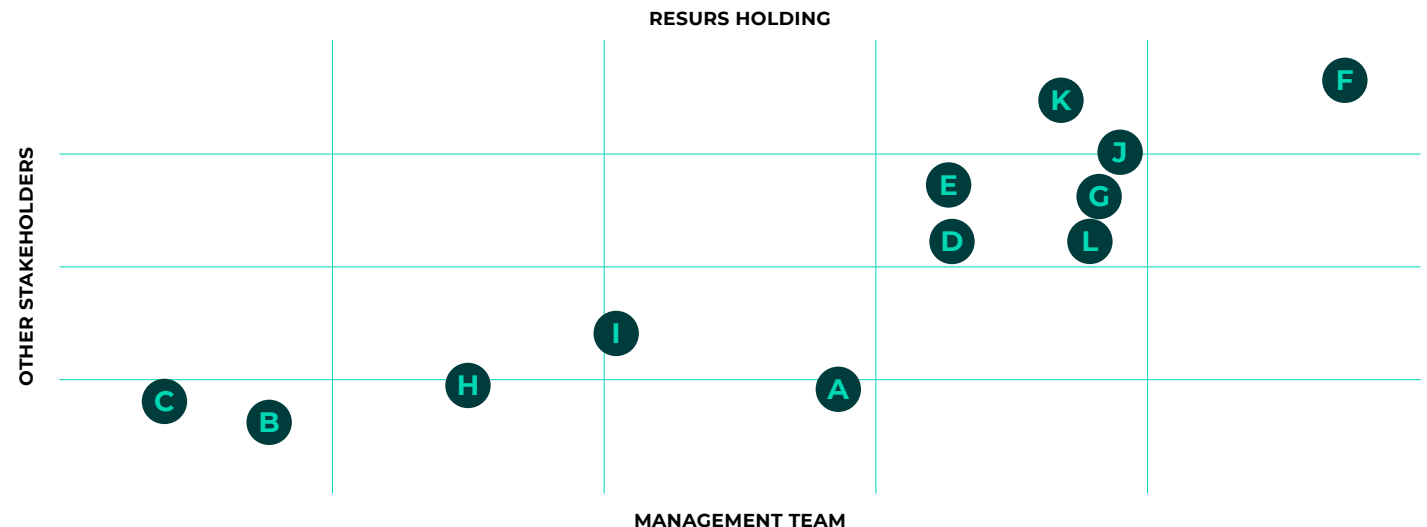 RESURS HOLDING
OTHER STAKEHOLDERS
F
K
J
E
G
D
L
I
H
A
C
B
MANAGEMENT TEAM